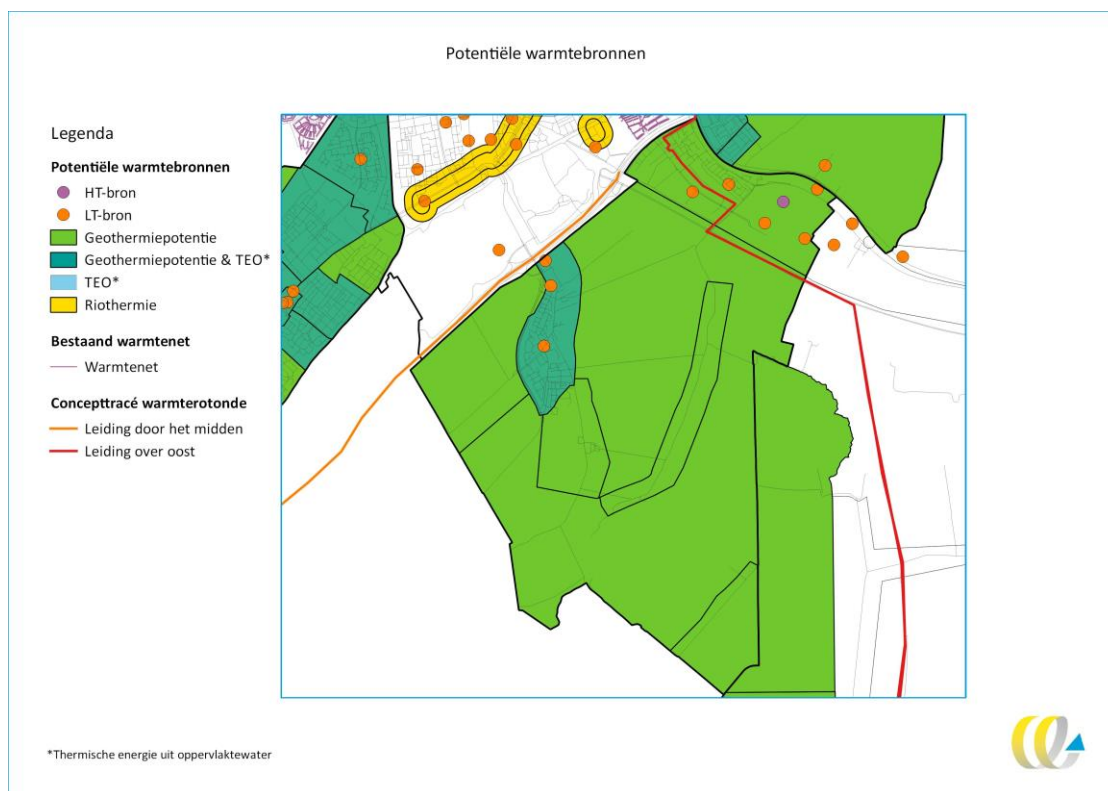 Potentiële warmtebronnen
Legenda
Potentiële warmtebronnen
HT-bron
LT-bron
Geothermiepotentie
Geothermiepotentie & TEO*
TEO*
Riothermie
Bestaand warmtenet
Warmtenet
Concepttracé warmterotonde
Leiding door het midden
Leiding over oost
*Thermische energie uit oppervlaktewater